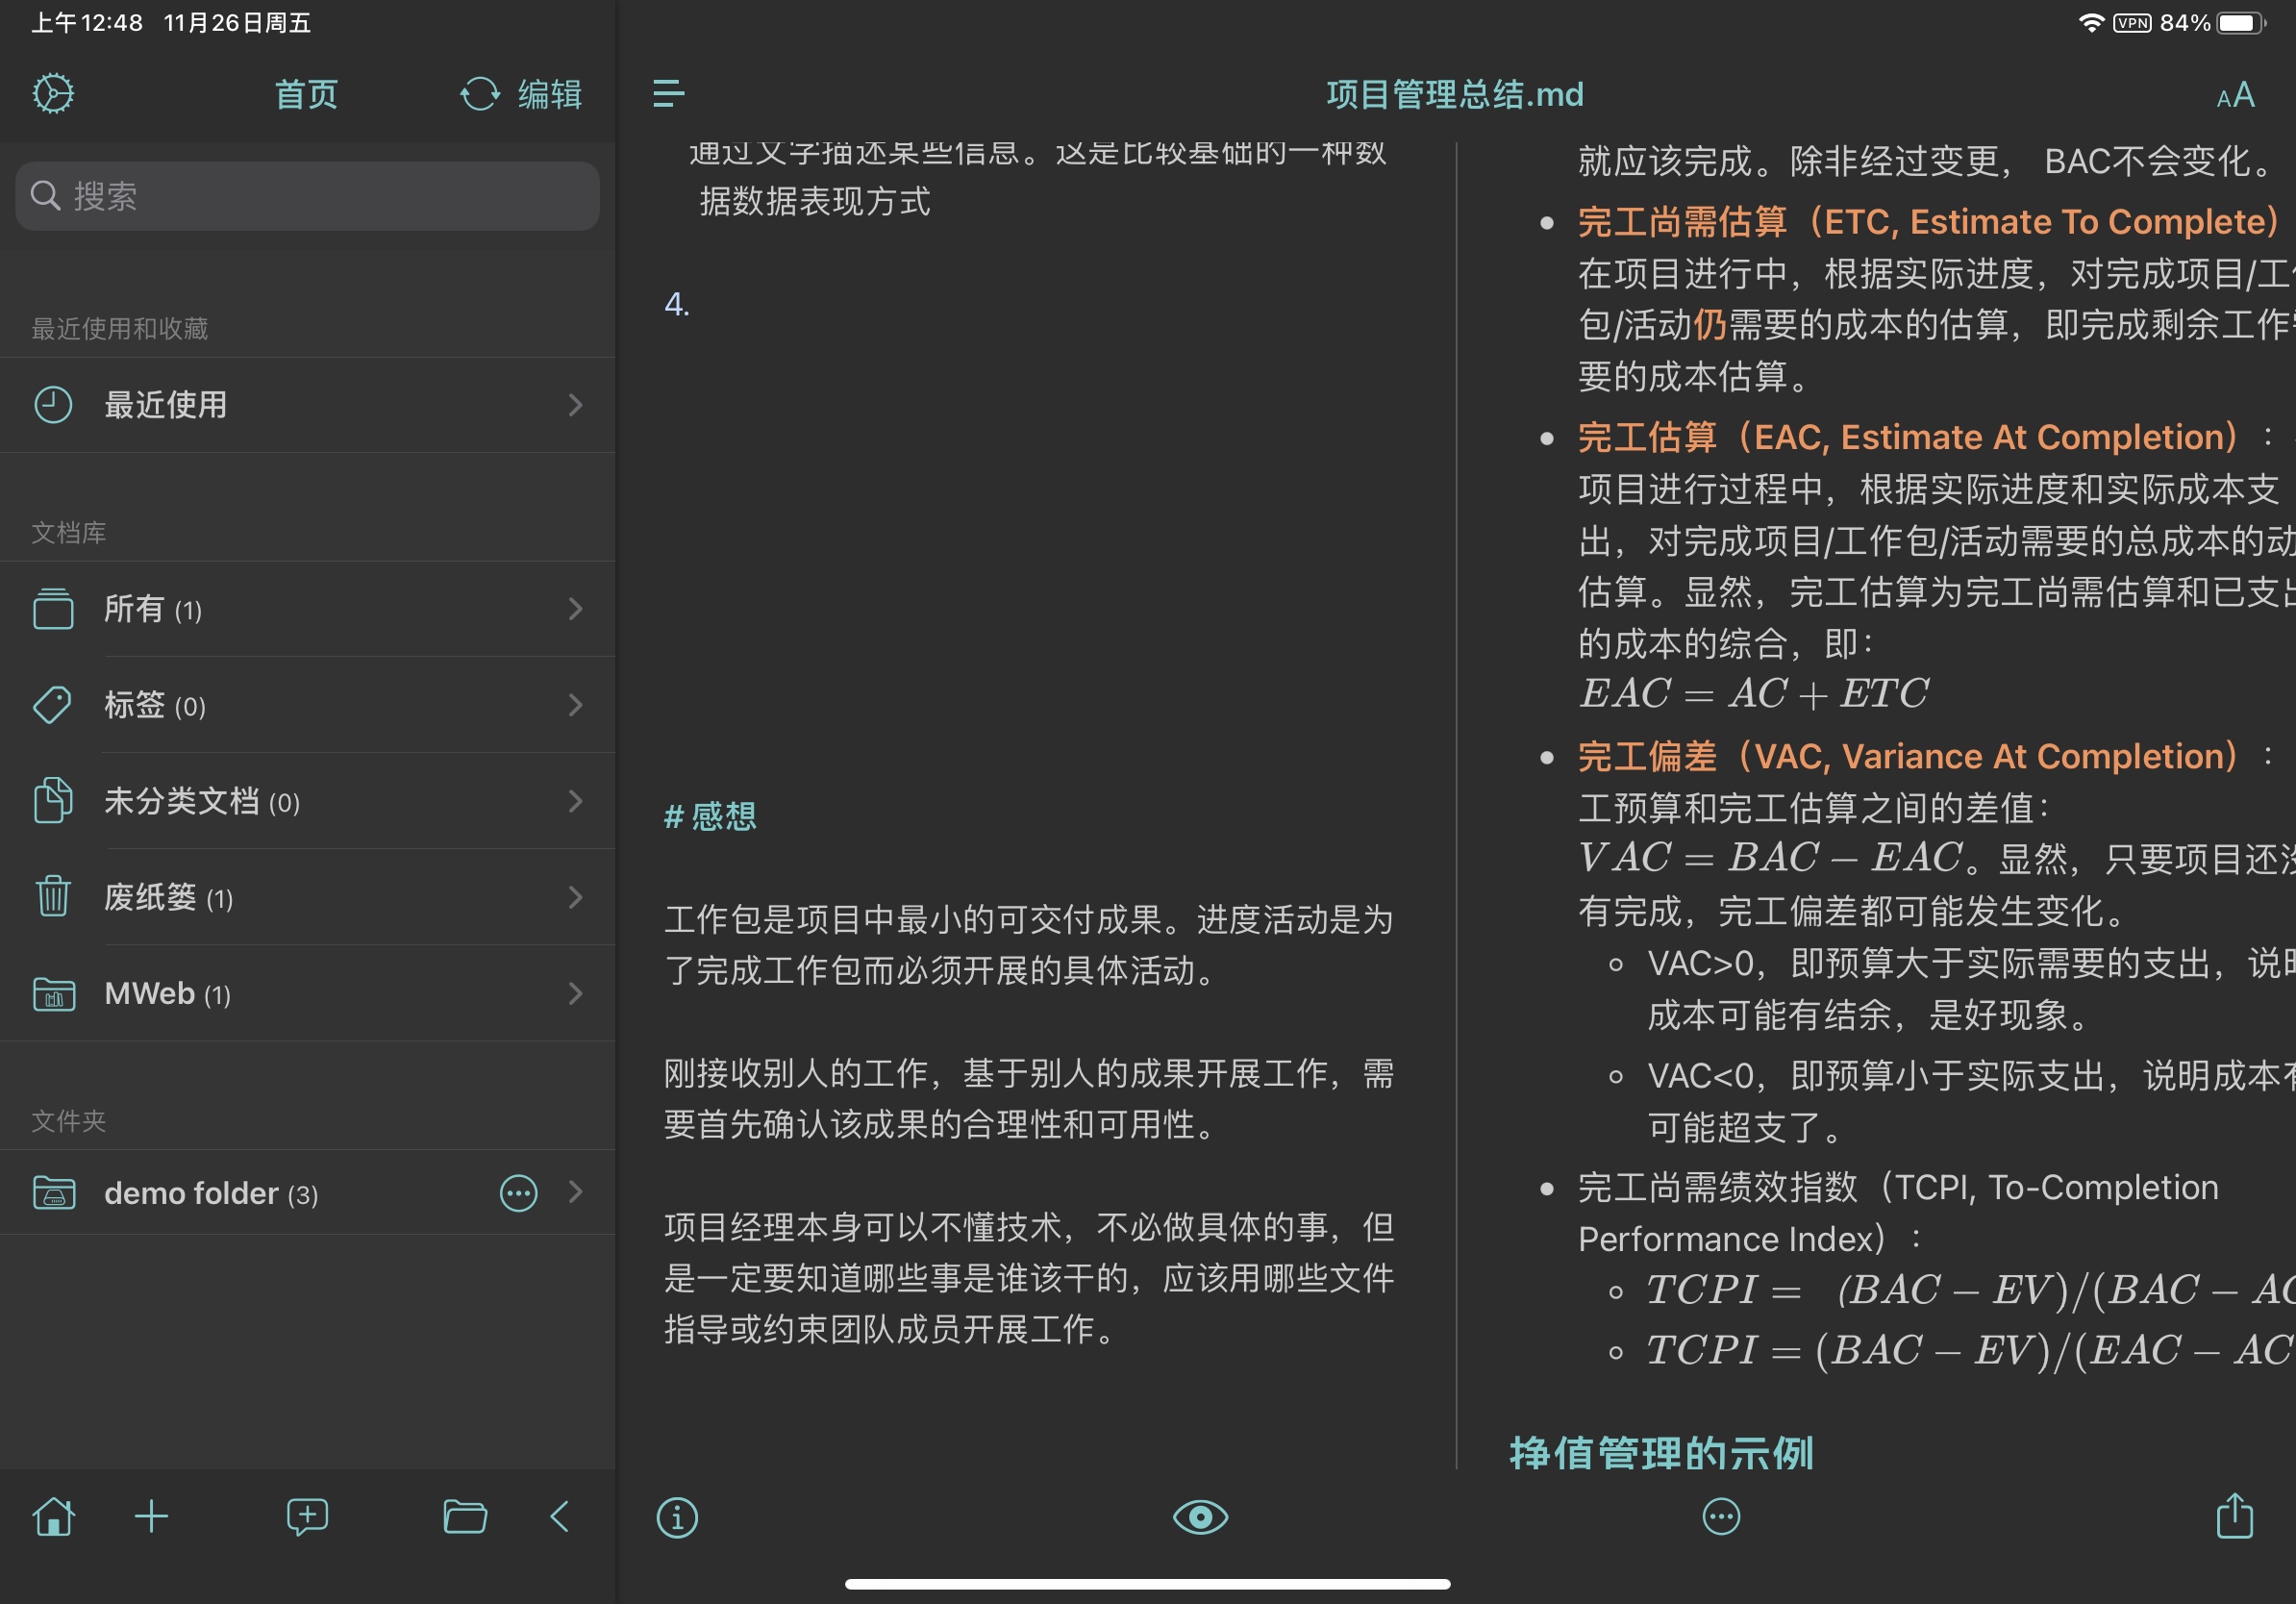 上午12:48 11月26日周五
VPN 84%
首页
编辑
搜索
最近使用和收藏
最近使用
文档库
所有 (1)
标签 (0)
未分类文档 (0)
废纸篓 (1)
MWeb (1)
文件夹
demo folder (3)
项目管理总结.md
AA
通过文字描述某些信息。这是比较基础的一种数
据数据表现方式
4.
# 感想
工作包是项目中最小的可交付成果。进度活动是为
了完成工作包而必须开展的具体活动。
刚接收别人的工作，基于别人的成果开展工作，需
要首先确认该成果的合理性和可用性。
项目经理本身可以不懂技术，不必做具体的事，但
是一定要知道哪些事是谁该干的，应该用哪些文件
指导或约束团队成员开展工作。
就应该完成。除非经过变更， BAC不会变化。
完工尚需估算（ETC, Estimate To Complete）
在项目进行中，根据实际进度，对完成项目/工
包/活动仍需要的成本的估算，即完成剩余工作
要的成本估算。
完工估算（EAC, Estimate At Completion）：
项目进行过程中，根据实际进度和实际成本支
出，对完成项目/工作包/活动需要的总成本的动
估算。显然，完工估算为完工尚需估算和已支出
的成本的综合，即：
EAC = AC + ETC
完工偏差（VAC, Variance At Completion）：
工预算和完工估算之间的差值：
VAC = BAC − EAC。显然，只要项目还没
有完成，完工偏差都可能发生变化。
VAC>0，即预算大于实际需要的支出，说明
成本可能有结余，是好现象。
VAC<0，即预算小于实际支出，说明成本有
可能超支了。
完工尚需绩效指数（TCPI, To-Completion
Performance Index）：
TCPI = (BAC − EV)/(BAC − AC
TCPI = (BAC − EV)/(EAC − AC
挣值管理的示例